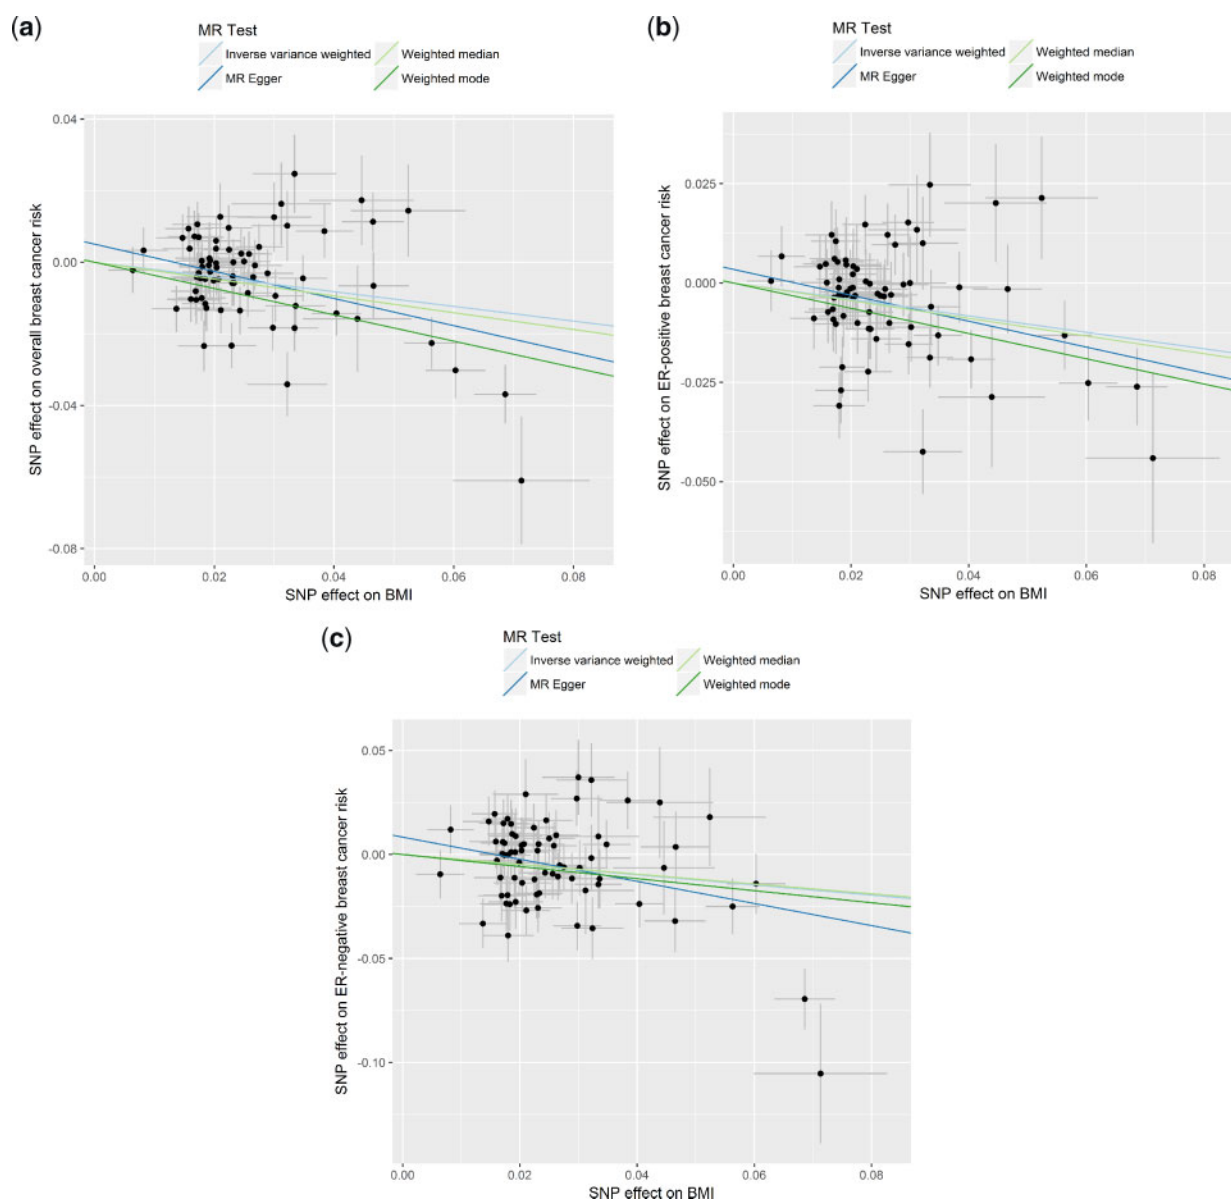 (a)
MR Test
Inverse variance weighted
Weighted median
MR Egger
Weighted mode
SNP effect on overall breast cancer risk
0.04
0.00
-0.04
-0.08
0.00
0.02
0.04
0.06
0.08
SNP effect on BMI
(b)
MR Test
Inverse variance weighted
Weighted median
MR Egger
Weighted mode
SNP effect on ER-positive breast cancer risk
0.025
0.000
-0.025
-0.050
0.00
0.02
0.04
0.06
0.08
SNP effect on BMI
(c)
MR Test
Inverse variance weighted
Weighted median
MR Egger
Weighted mode
SNP effect on ER-negative breast cancer risk
0.05
0.00
-0.05
-0.10
0.00
0.02
0.04
0.06
0.08
SNP effect on BMI